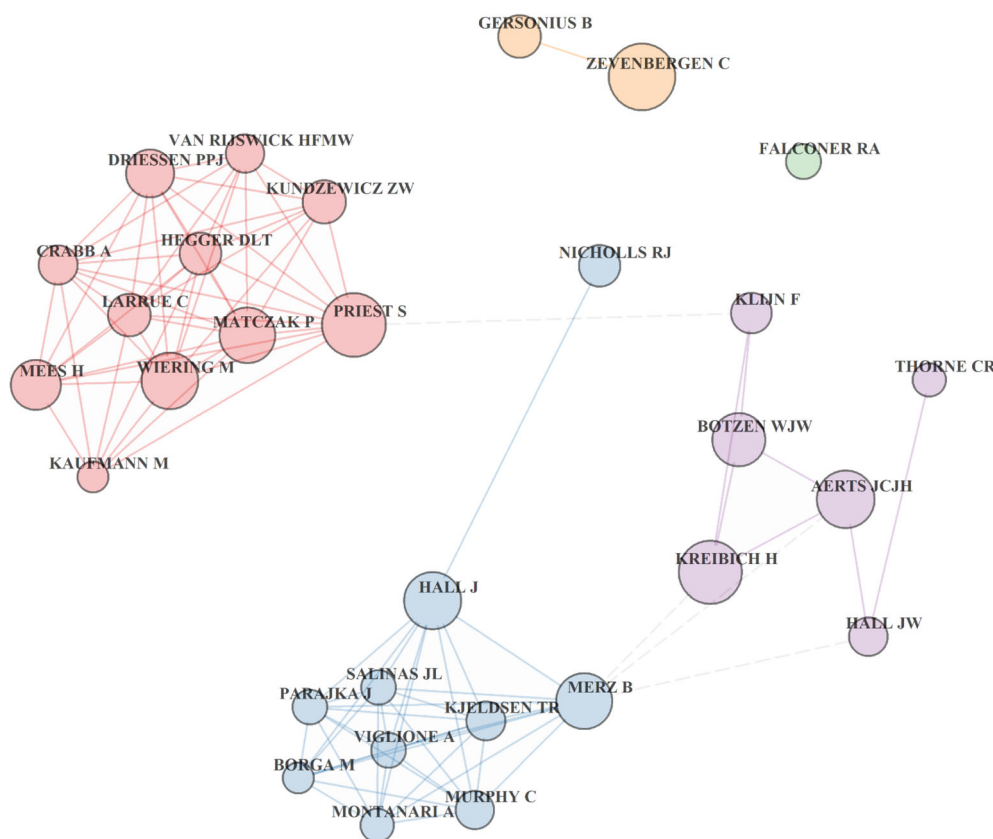 GERSONIUS B
ZEVENBERGEN C
VAN RIJSWICK HFMW
DRIESSEN PPJ
FALCONER RA
KUNDZEWICZ ZW
HEGGER DLT
CRABB A
NICHOLLS RJ
KLIJN F
LARRUE C
PRIEST S
MATCZAK P
THORNE CR
WIERING M
MEES H
BOTZEN WJW
KAUFMANN M
AERTS JCJH
KREIBICH H
HALL J
HALL JW
SALINAS JL
MERZ B
PARAJKA J
KJELDSEN TR
VIGLIONE A
BORGA M
MURPHY C
MONTANARI A